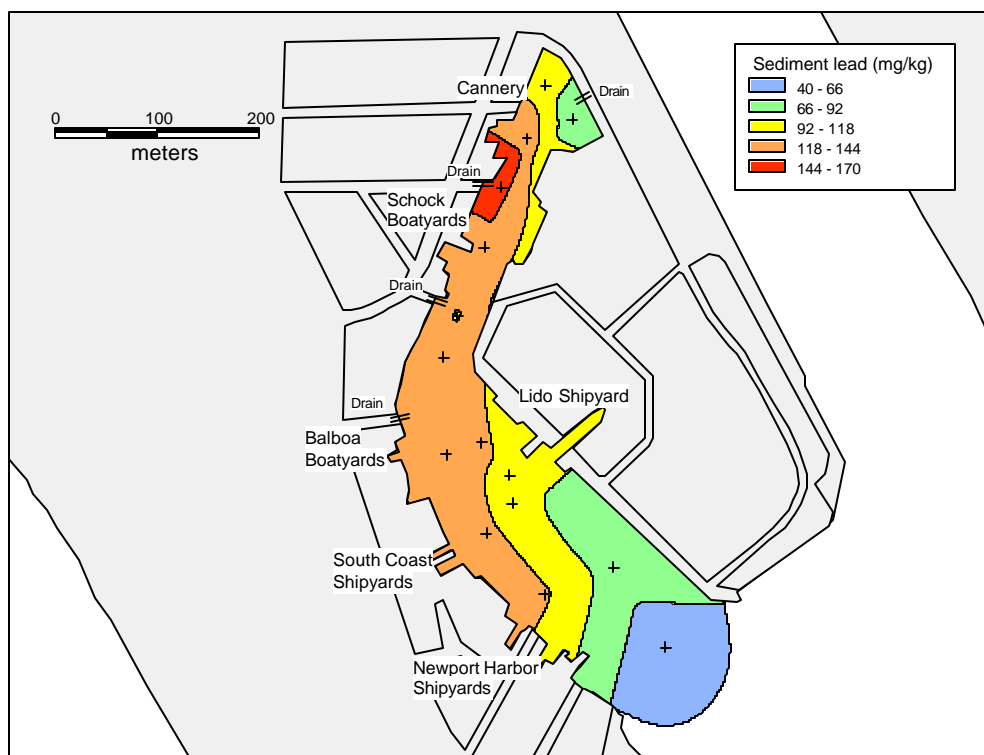 Sediment lead (mg/kg)
40 - 66
66 - 92
92 - 118
118 - 144
144 - 170
Cannery
Drain
0 100 200
meters
Drain
Schock
Boatyards
Drain
Lido Shipyard
Drain
Balboa
Boatyards
South Coast
Shipyards
Newport Harbor
Shipyards